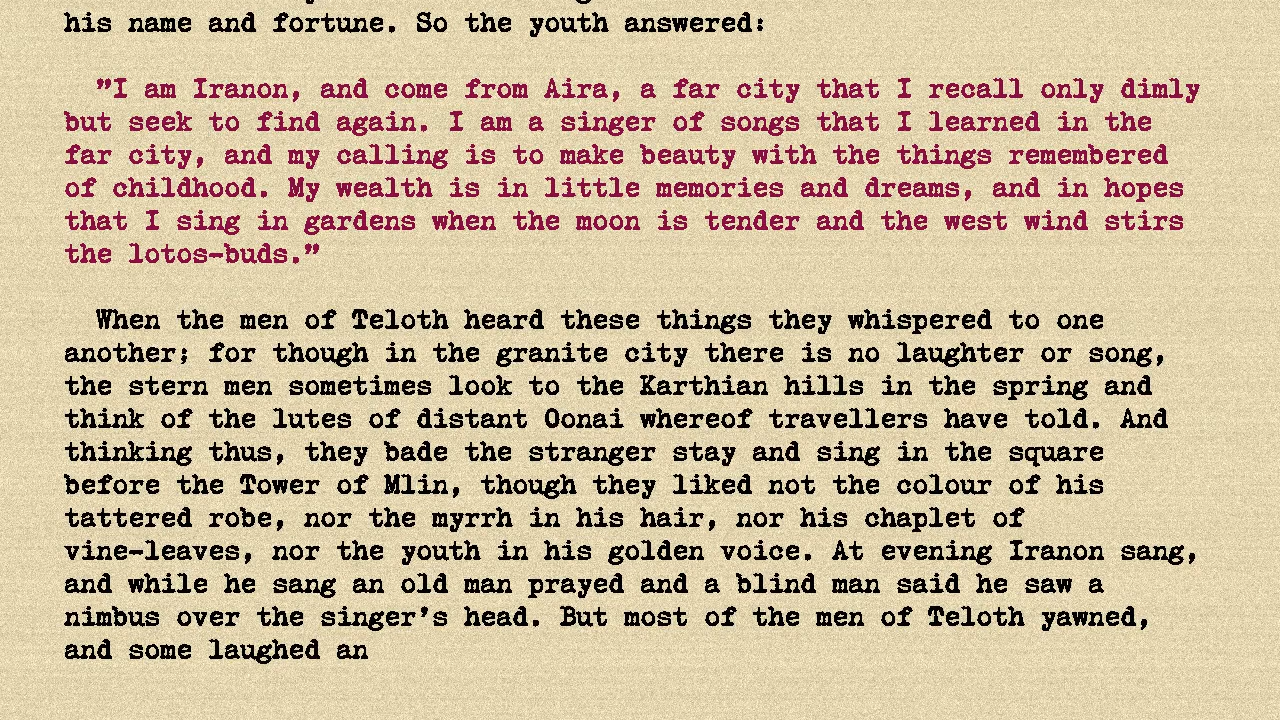 his name and fortune. So the youth answered:
"I am Iranon, and come from Aira, a far city that I recall only dimly
but seek to find again. I am a singer of songs that I learned in the
far city, and my calling is to make beauty with the things remembered
of childhood. My wealth is in little memories and dreams, and in hopes
that I sing in gardens when the moon is tender and the west wind stirs
the lotos-buds."
When the men of Teloth heard these things they whispered to one
another; for though in the granite city there is no laughter or song,
the stern men sometimes look to the Karthian hills in the spring and
think of the lutes of distant Oonai whereof travellers have told. And
thinking thus, they bade the stranger stay and sing in the square
before the Tower of Mlin, though they liked not the colour of his
tattered robe, nor the myrrh in his hair, nor his chaplet of
vine-leaves, nor the youth in his golden voice. At evening Iranon sang,
and while he sang an old man prayed and a blind man said he saw a
nimbus over the singer's head. But most of the men of Teloth yawned,
and some laughed an